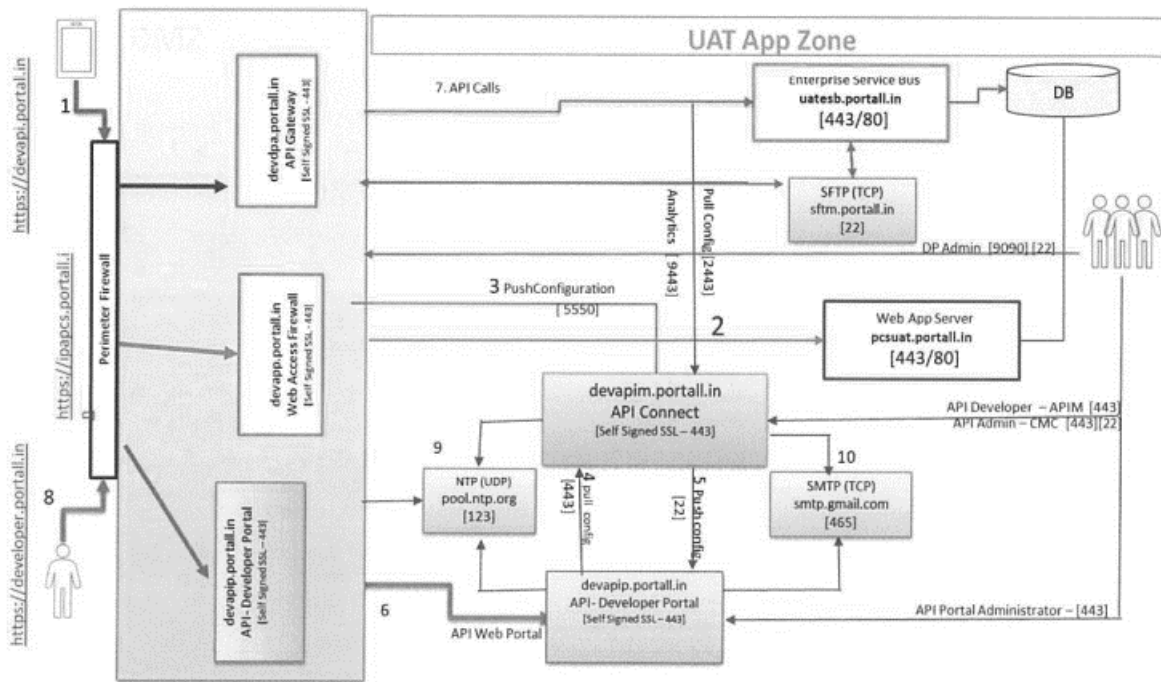 DMZ
UAT App Zone
1
https://devapi.portal.in
Perimeter Firewall
https://ipapcs.portall.i
8
https://developer.portall.in
devdpa.portall.in
API Gateway
[Self Signed SSL -443]
devapp.portall.in
Web Access Firewall
[Self Signed SSL -443]
devapip.portall.in
API- Developer Portal
[Self Signed SSL -443]
7. API Calls
Enterprise Service Bus
uatesb.portall.in
[443/80]
DB
SFTP (TCP)
sftm.portall.in
[22]
Pull Config [2443]
Analytics [ 9443]
DP Admin [9090] [22]
3 PushConfiguration
[ 5550]
2
Web App Server
pcsuat.portall.in
[443/80]
devapim.portall.in
API Connect
[Self Signed SSL – 443]
API Developer – APIM [443]
API Admin – CMC [443][22]
9
NTP (UDP)
pool.ntp.org
[123]
4 pull config
[443]
5 Push config
[22]
10
SMTP (TCP)
smtp.gmail.com
[465]
6
API Web Portal
devapip.portall.in
API- Developer Portal
[Self Signed SSL – 443]
API Portal Administrator – [443]